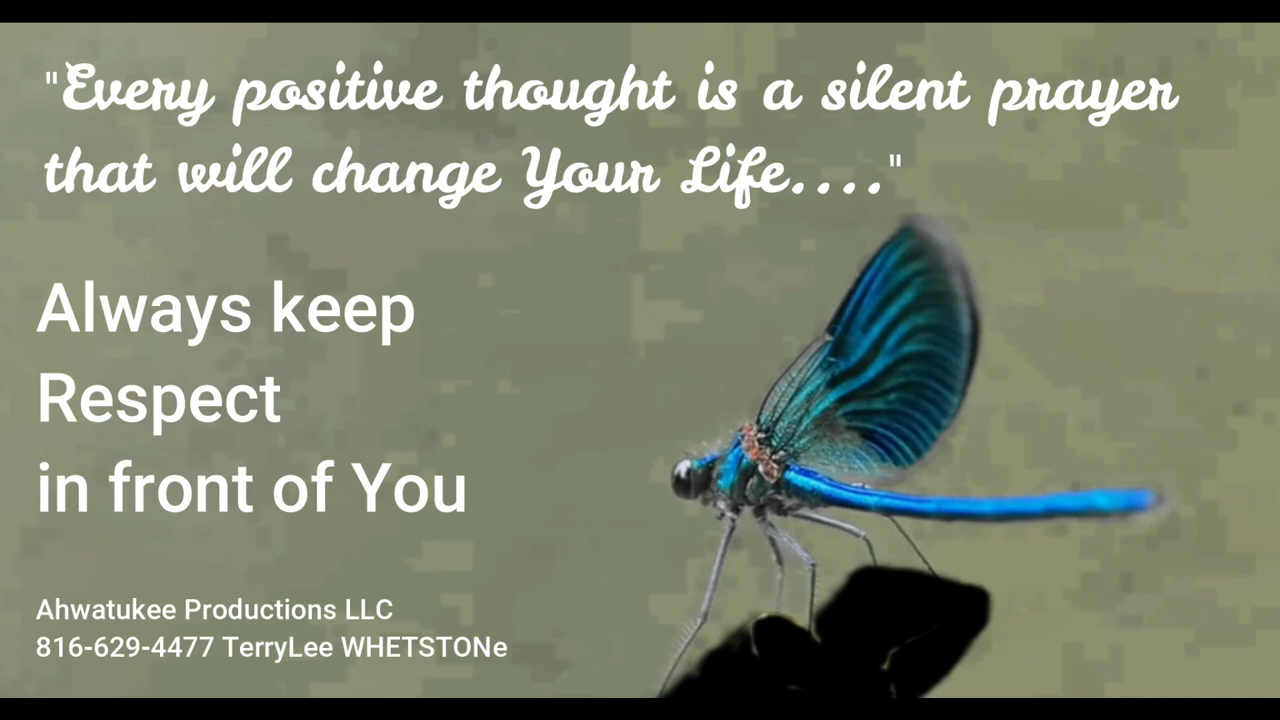 "Every positive thought is a silent prayer
that will change Your Life...."
Always keep
Respect
in front of You
Ahwatukee Productions LLC
816-629-4477 TerryLee WHETSTONe